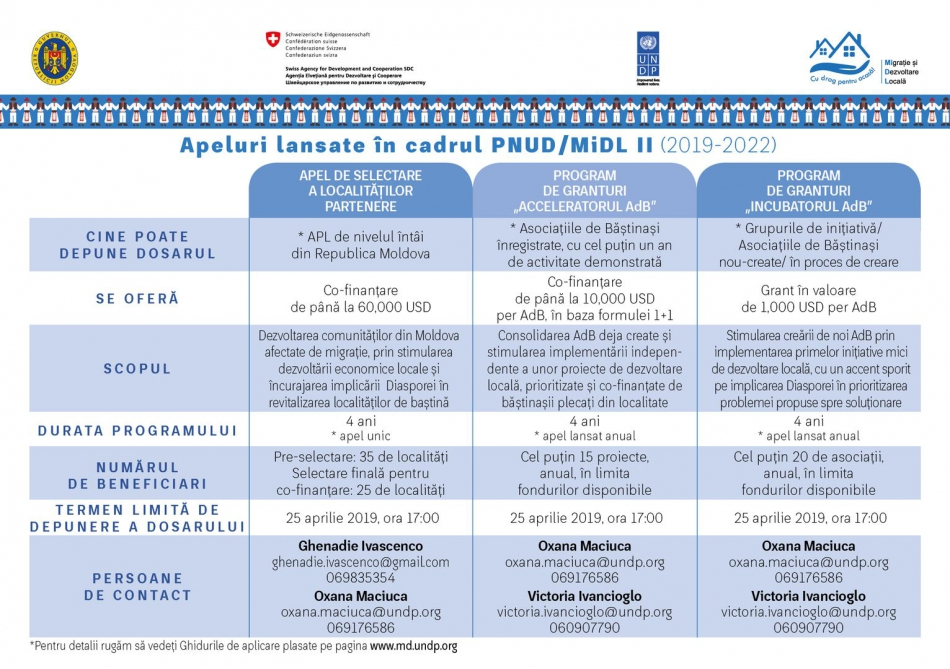 GUVERNUL
REPUBLICII MOLDOVA
Schweizerische Eidgenossenschaft
Confédération suisse
Confederazione Svizzera
Confederaziun svizra
Swiss Agency for Development and Cooperation SDC
Agenția Elvețiană pentru Dezvoltare și Cooperare
Швейцарское управление по развитию и сотрудничеству
U N
D P
Cu drag pentru acasă!
Migrație și
Dezvoltare
Locală
Apeluri lansate în cadrul PNUD/MiDL II (2019-2022)
APEL DE SELECTARE
A LOCALITĂȚILOR
PARTENERE
PROGRAM
DE GRANTURI
„ACCELERATORUL AdB”
PROGRAM
DE GRANTURI
„INCUBATORUL AdB”
CINE POATE
DEPUNE DOSARUL
* APL de nivelul întâi
din Republica Moldova
* Asociațiile de Băștinași
înregistrate, cu cel puțin un an
de activitate demonstrată
* Grupurile de inițiativă/
Asociațiile de Băștinași
nou-create/ în proces de creare
SE OFERĂ
Co-finanțare
de până la 60,000 USD
Co-finanțare
de până la 10,000 USD
per AdB, în baza formulei 1+1
Grant în valoare
de 1,000 USD per AdB
SCOPUL
Dezvoltarea comunităților din Moldova
afectate de migrație, prin stimularea
dezvoltării economice locale și
încurajarea implicării Diasporei în
revitalizarea localităților de baștină
Consolidarea AdB deja create și
stimularea implementării indepen-
dente a unor proiecte de dezvoltare
locală, prioritizate și co-finanțate de
băștinașii plecați din localitate
Stimularea creării de noi AdB prin
implementarea primelor inițiative mici
de dezvoltare locală, cu un accent sporit
pe implicarea Diasporei în prioritizarea
problemei propuse spre soluționare
DURATA PROGRAMULUI
4 ani
* apel unic
4 ani
* apel lansat anual
4 ani
* apel lansat anual
NUMĂRUL
DE BENEFICIARI
Pre-selectare: 35 de localități
Selectare finală pentru
co-finanțare: 25 de localități
Cel puțin 15 proiecte,
anual, în limita
fondurilor disponibile
Cel puțin 20 de asociații,
anual, în limita
fondurilor disponibile
TERMEN LIMITĂ DE
DEPUNERE A DOSARULUI
25 aprilie 2019, ora 17:00
25 aprilie 2019, ora 17:00
25 aprilie 2019, ora 17:00
PERSOANE
DE CONTACT
Ghenadie Ivascenco
ghenadie.ivascenco@gmail.com
069835354
Oxana Maciuca
oxana.maciuca@undp.org
069176586
Oxana Maciuca
oxana.maciuca@undp.org
069176586
Victoria Ivancioglo
victoria.ivancioglo@undp.org
060907790
Oxana Maciuca
oxana.maciuca@undp.org
069176586
Victoria Ivancioglo
victoria.ivancioglo@undp.org
060907790
*Pentru detalii rugăm să vedeți Ghidurile de aplicare plasate pe pagina www.md.undp.org